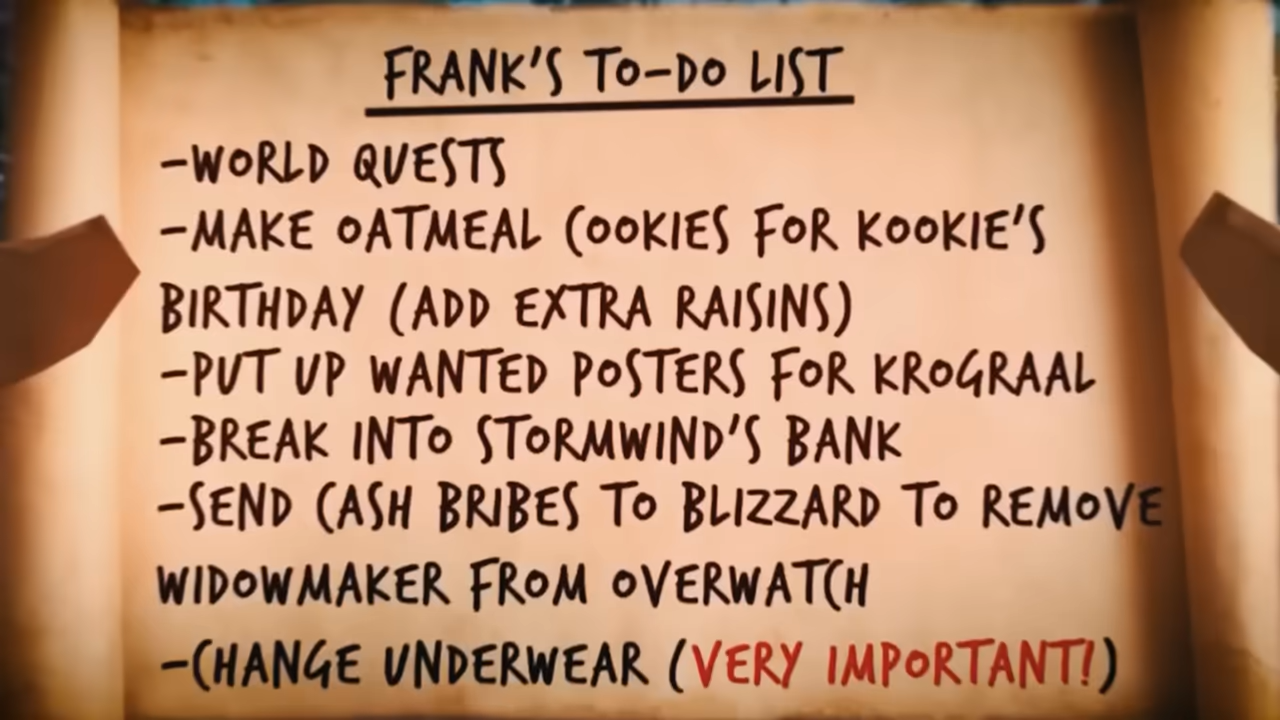 FRANK'S TO-DO LIST
-WORLD QUESTS
-MAKE OATMEAL COOKIES FOR KOOKIE'S
BIRTHDAY (ADD EXTRA RAISINS)
-PUT UP WANTED POSTERS FOR KROGRAAL
-BREAK INTO STORMWIND'S BANK
-SEND CASH BRIBES TO BLIZZARD TO REMOVE
WIDOWMAKER FROM OVERWATCH
-CHANGE UNDERWEAR (VERY IMPORTANT!)